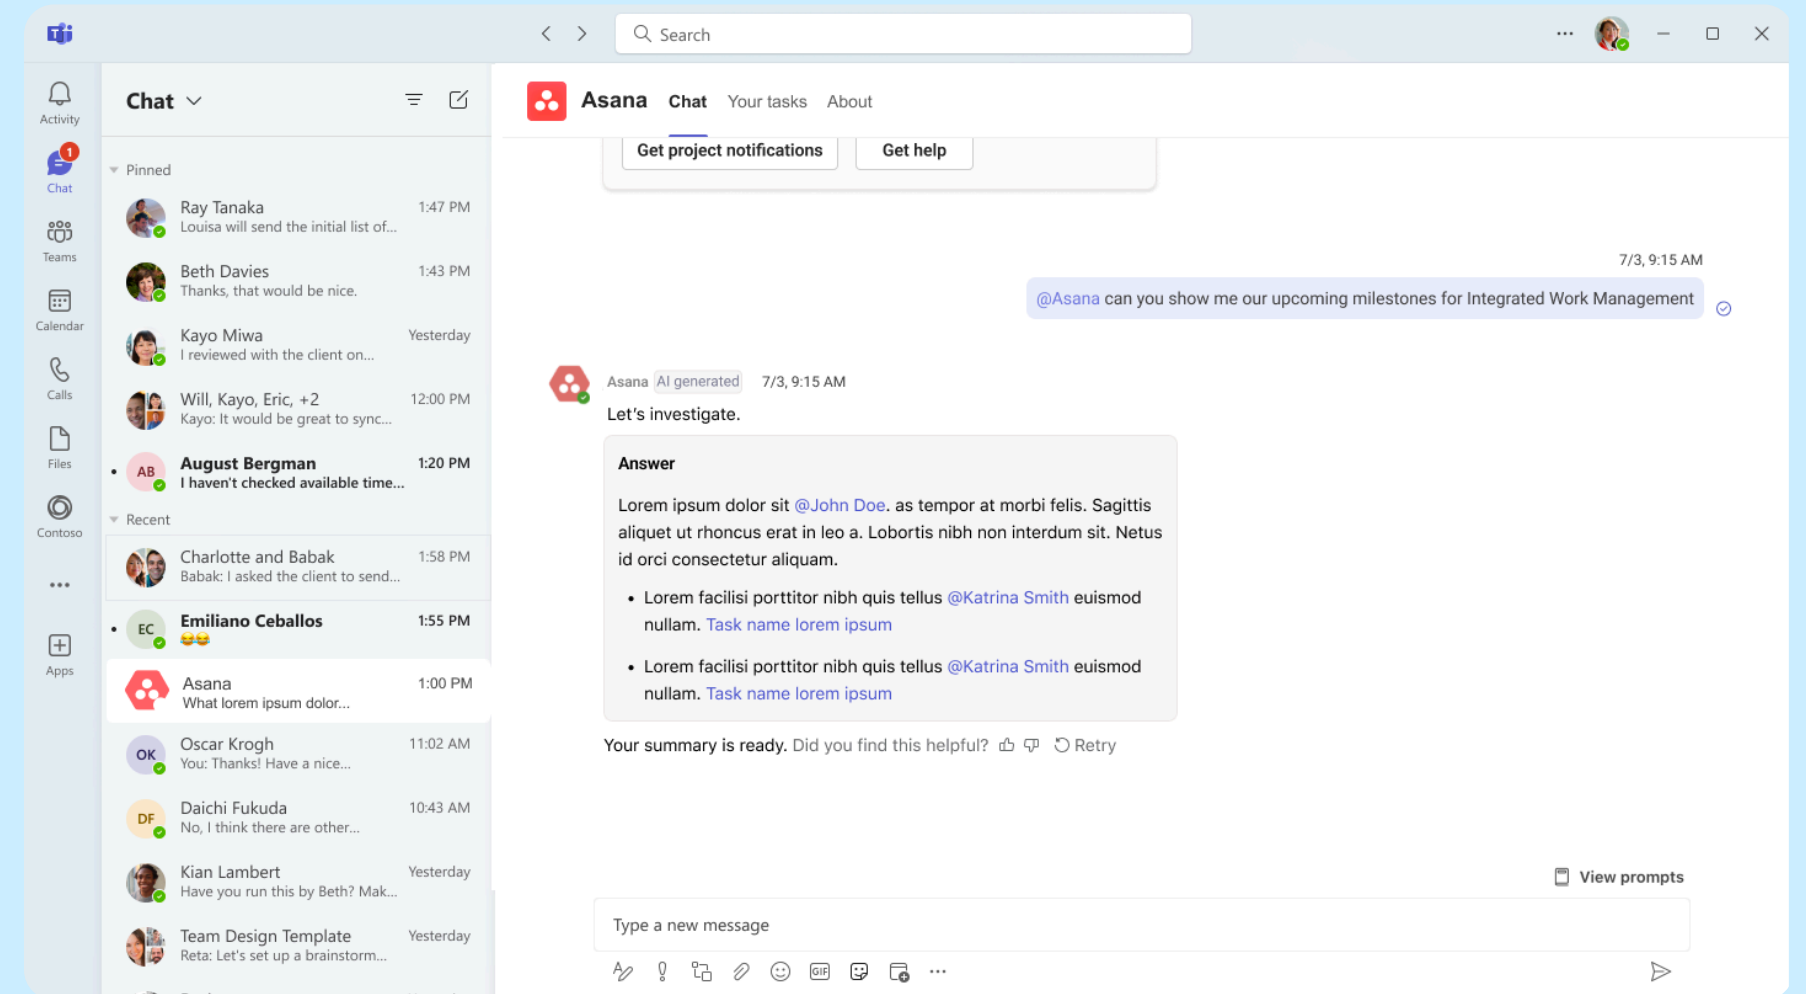 Search
Activity
1
Chat
Teams
Calendar
Calls
Files
Contoso
Apps
Chat
Pinned
Ray Tanaka 1:47 PM
Louisa will send the initial list of...
Beth Davies 1:43 PM
Thanks, that would be nice.
Kayo Miwa Yesterday
I reviewed with the client on...
Will, Kayo, Eric, +2 12:00 PM
Kayo: It would be great to sync...
AB
August Bergman 1:20 PM
I haven't checked available time...
Recent
Charlotte and Babak 1:58 PM
Babak: I asked the client to send...
EC
Emiliano Ceballos 1:55 PM
😂😂
Asana 1:00 PM
What lorem ipsum dolor...
OK
Oscar Krogh 11:02 AM
You: Thanks! Have a nice...
DF
Daichi Fukuda 10:43 AM
No, I think there are other...
Kian Lambert Yesterday
Have you run this by Beth? Mak...
Team Design Template Yesterday
Reta: Let's set up a brainstorm...
Asana Chat Your tasks About
Get project notifications Get help
7/3, 9:15 AM
@Asana can you show me our upcoming milestones for Integrated Work Management
Asana AI generated 7/3, 9:15 AM
Let's investigate.
Answer
Lorem ipsum dolor sit @John Doe. as tempor at morbi felis. Sagittis
aliquet ut rhoncus erat in leo a. Lobortis nibh non interdum sit. Netus
id orci consectetur aliquam.
• Lorem facilisi porttitor nibh quis tellus @Katrina Smith euismod
nullam. Task name lorem ipsum
• Lorem facilisi porttitor nibh quis tellus @Katrina Smith euismod
nullam. Task name lorem ipsum
Your summary is ready. Did you find this helpful? Retry
View prompts
Type a new message
GIF